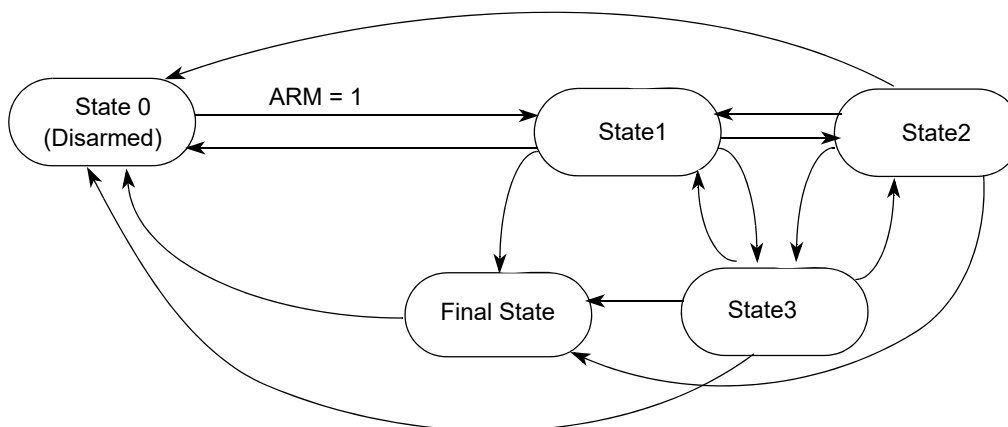 State 0
(Disarmed)
ARM = 1
State1
State2
Final State
State3